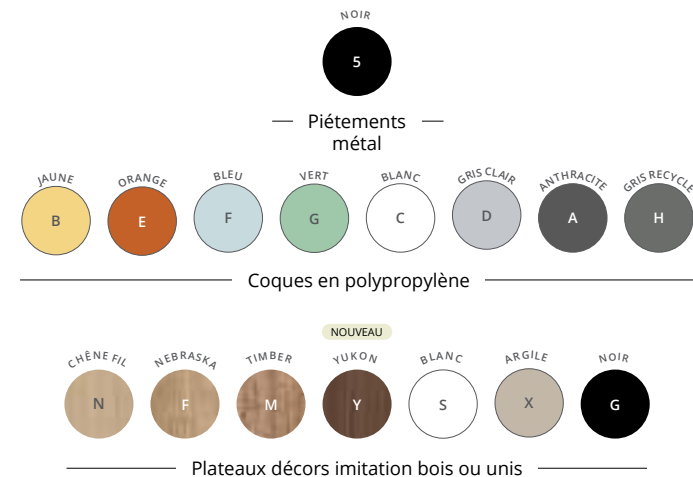 NOIR
5
Piétements
métal
JAUNE ORANGE BLEU VERT BLANC GRIS CLAIR ANTHRACITE GRIS RECYCLÉ
B E F G C D A H
Coques en polypropylène
NOUVEAU
CHÊNE FIL NEBRASKA TIMBER YUKON BLANC ARGILE NOIR
N F M Y S X G
Plateaux décors imitation bois ou unis